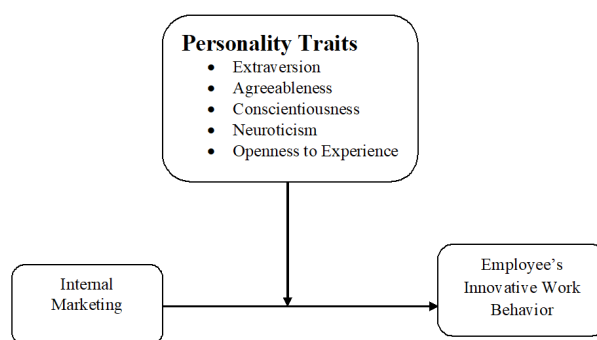 Personality Traits
• Extraversion
• Agreeableness
• Conscientiousness
• Neuroticism
• Openness to Experience
Internal
Marketing
Employee's
Innovative Work
Behavior